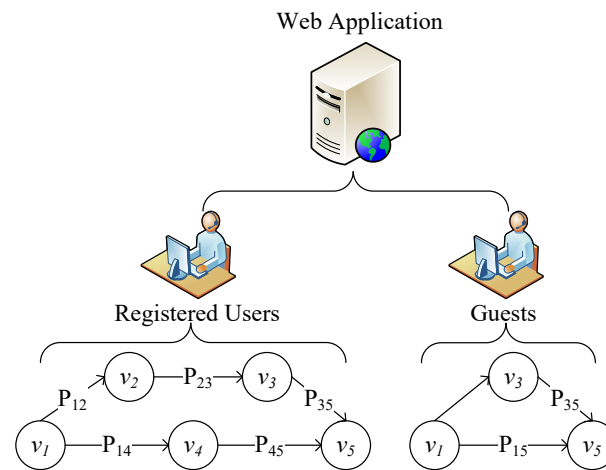 Web Application
Registered Users Guests
v2 P23 v3 v3
P12 P35 P35
v1 P14 v4 P45 v5 v1 P15 v5